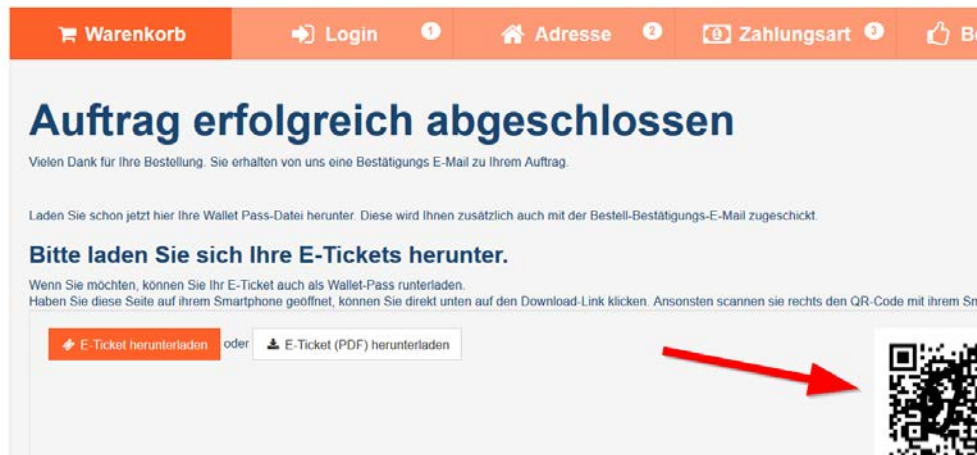 Warenkorb
Login 1
Adresse 2
Zahlungsart 3
Auftrag erfolgreich abgeschlossen
Vielen Dank für Ihre Bestellung. Sie erhalten von uns eine Bestätigungs E-Mail zu Ihrem Auftrag.
Laden Sie schon jetzt hier Ihre Wallet Pass-Datei herunter. Diese wird Ihnen zusätzlich auch mit der Bestell-Bestätigungs-E-Mail zugeschickt.
Bitte laden Sie sich Ihre E-Tickets herunter.
Wenn Sie möchten, können Sie Ihr E-Ticket auch als Wallet-Pass runterladen.
Haben Sie diese Seite auf ihrem Smartphone geöffnet, können Sie direkt unten auf den Download-Link klicken. Ansonsten scannen sie rechts den QR-Code mit ihrem
E-Ticket herunterladen oder E-Ticket (PDF) herunterladen